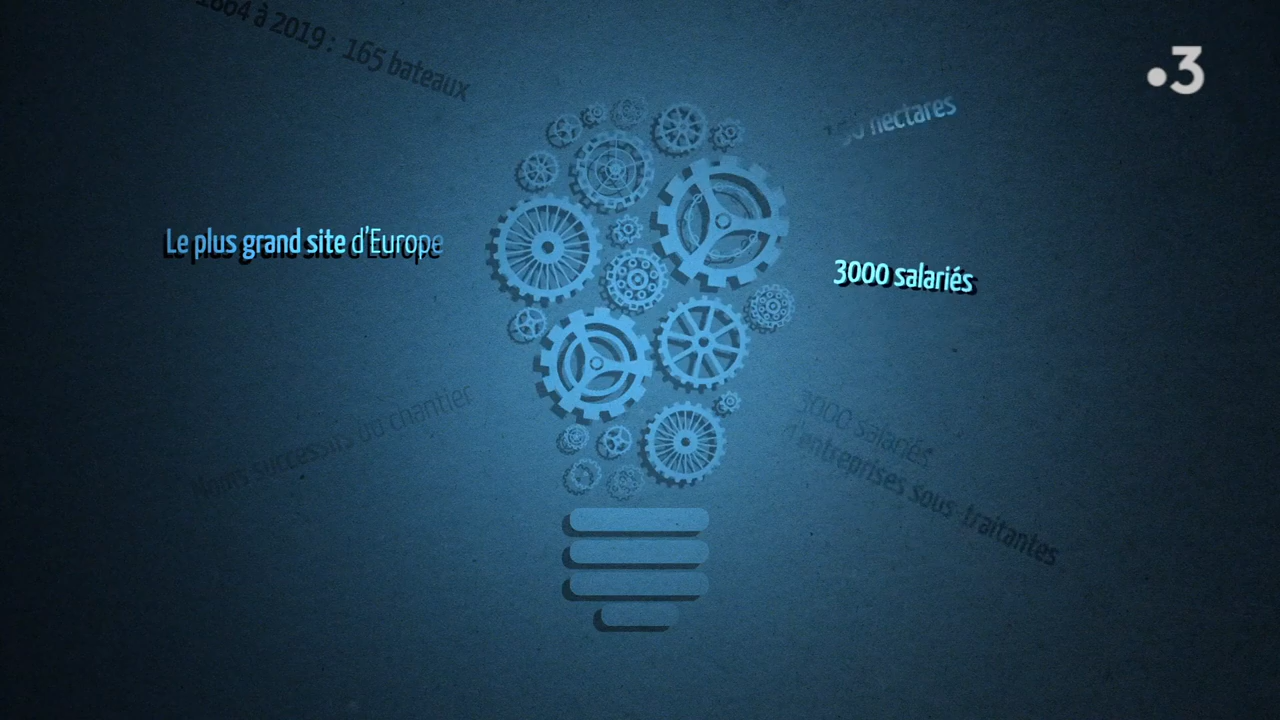 à 2019 : 165 bateaux
•3
hectares
Le plus grand site d'Europe
3000 salariés
Noms successifs du chantier
3000 salariés
d'entreprises sous-traitantes